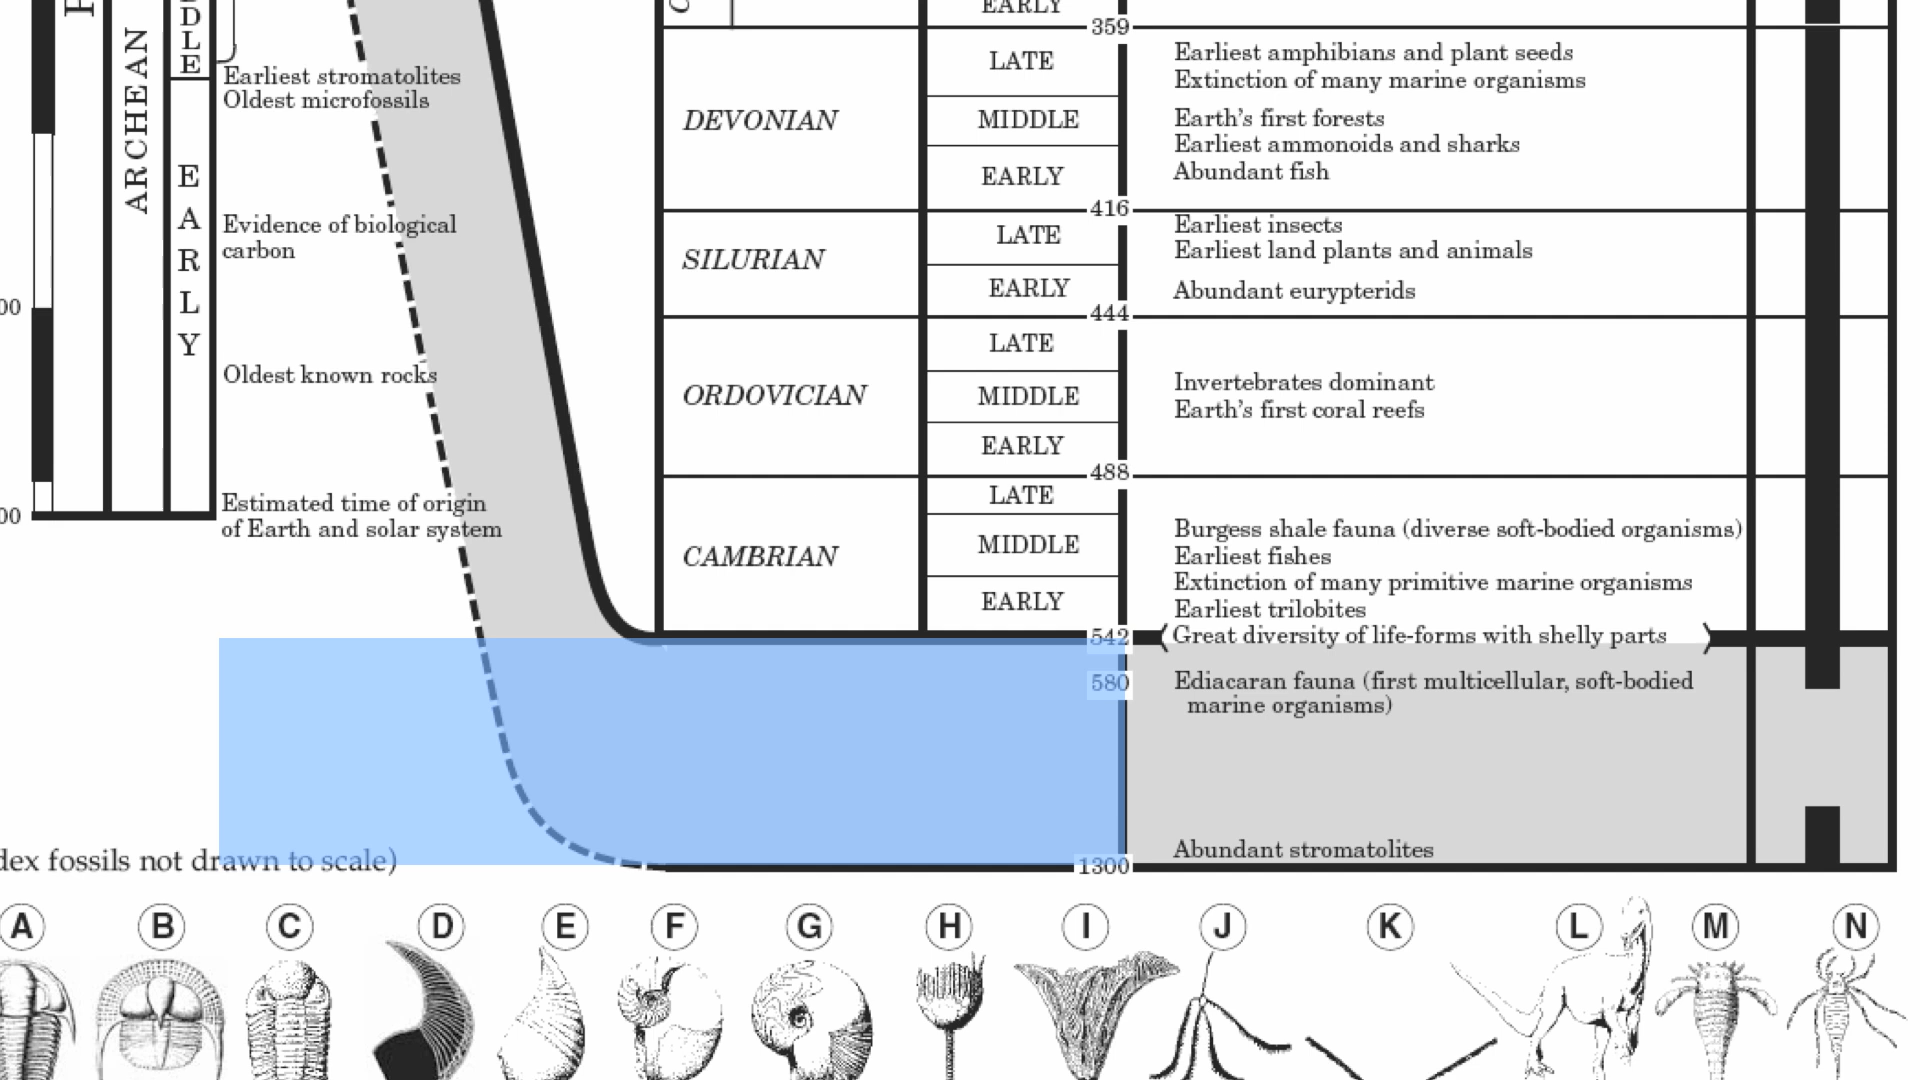 ARCHEAN
DLE
EARLY
Earliest stromatolites
Oldest microfossils
Evidence of biological
carbon
Oldest known rocks
Estimated time of origin
of Earth and solar system
00
00
EARLY
359
DEVONIAN
LATE
MIDDLE
EARLY
Earliest amphibians and plant seeds
Extinction of many marine organisms
Earth's first forests
Earliest ammonoids and sharks
Abundant fish
416
SILURIAN
LATE
EARLY
Earliest insects
Earliest land plants and animals
Abundant eurypterids
444
ORDOVICIAN
LATE
MIDDLE
EARLY
Invertebrates dominant
Earth's first coral reefs
488
CAMBRIAN
LATE
MIDDLE
EARLY
Burgess shale fauna (diverse soft-bodied organisms)
Earliest fishes
Extinction of many primitive marine organisms
Earliest trilobites
542
Great diversity of life-forms with shelly parts
580
Ediacaran fauna (first multicellular, soft-bodied
marine organisms)
Abundant stromatolites
1300
dex fossils not drawn to scale)
A B C D E F G H I J K L M N